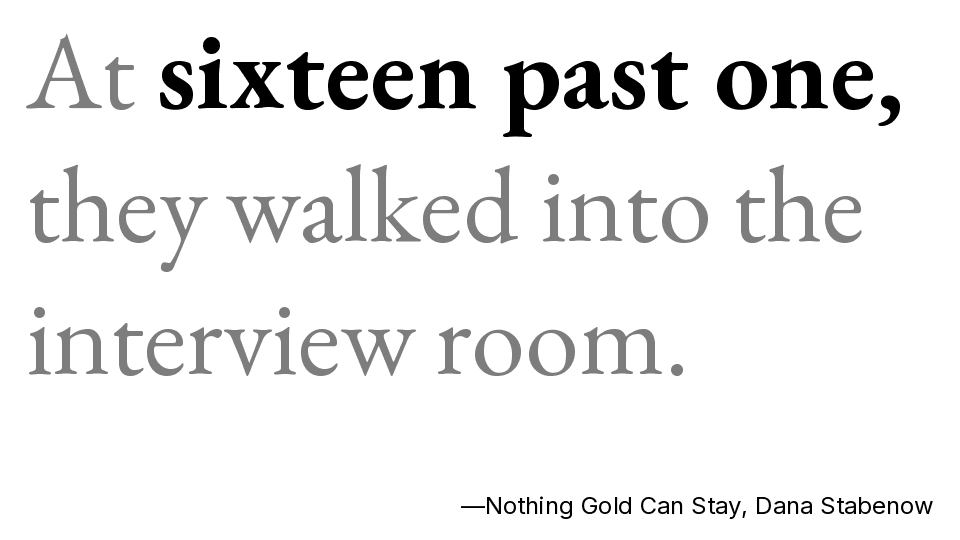 At sixteen past one,
they walked into the
interview room.
—Nothing Gold Can Stay, Dana Stabenow